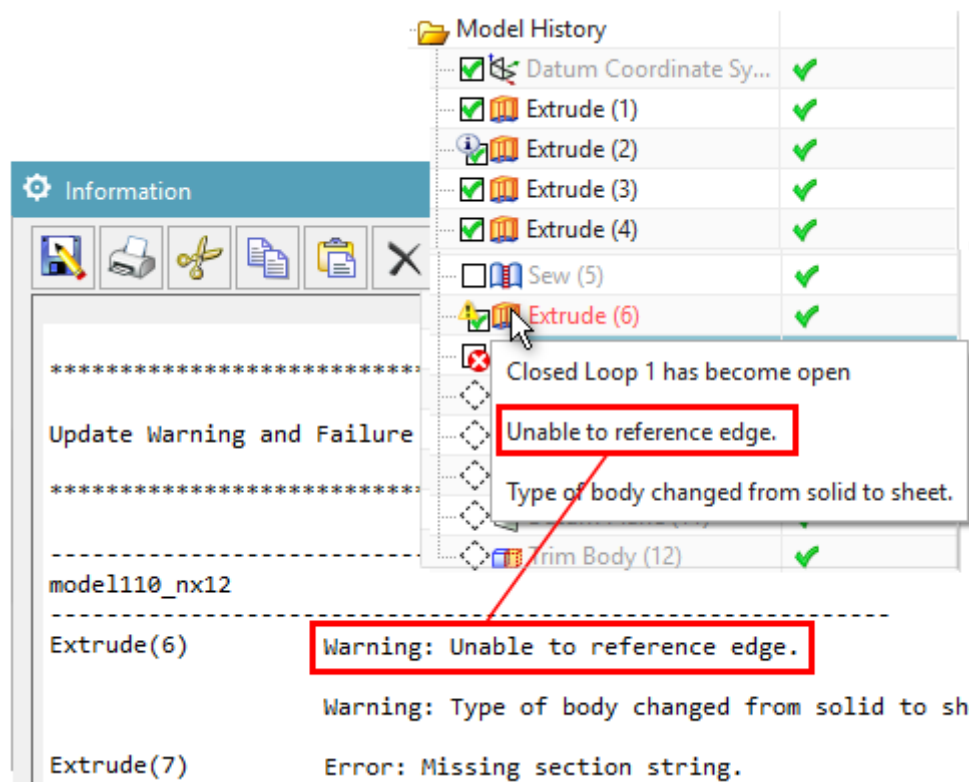 Model History
Datum Coordinate Sy...
Extrude (1)
Extrude (2)
Extrude (3)
Extrude (4)
Sew (5)
Extrude (6)
Closed Loop 1 has become open
Unable to reference edge.
Type of body changed from solid to sheet.
Trim Body (12)
Information
***************************
Update Warning and Failure
***************************
---------------------------
model110_nx12
------------------------------------------------------------
Extrude(6) Warning: Unable to reference edge.
Warning: Type of body changed from solid to sh
Extrude(7) Error: Missing section string.